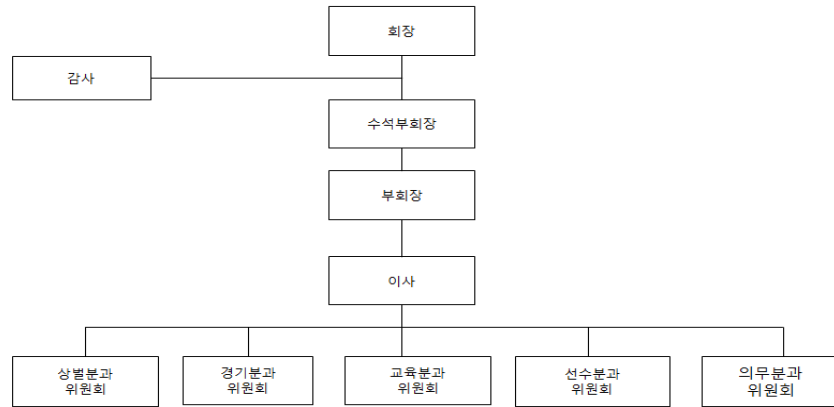 회장
감사
수석부회장
부회장
이사
상벌분과
위원회
경기분과
위원회
교육분과
위원회
선수분과
위원회
의무분과
위원회